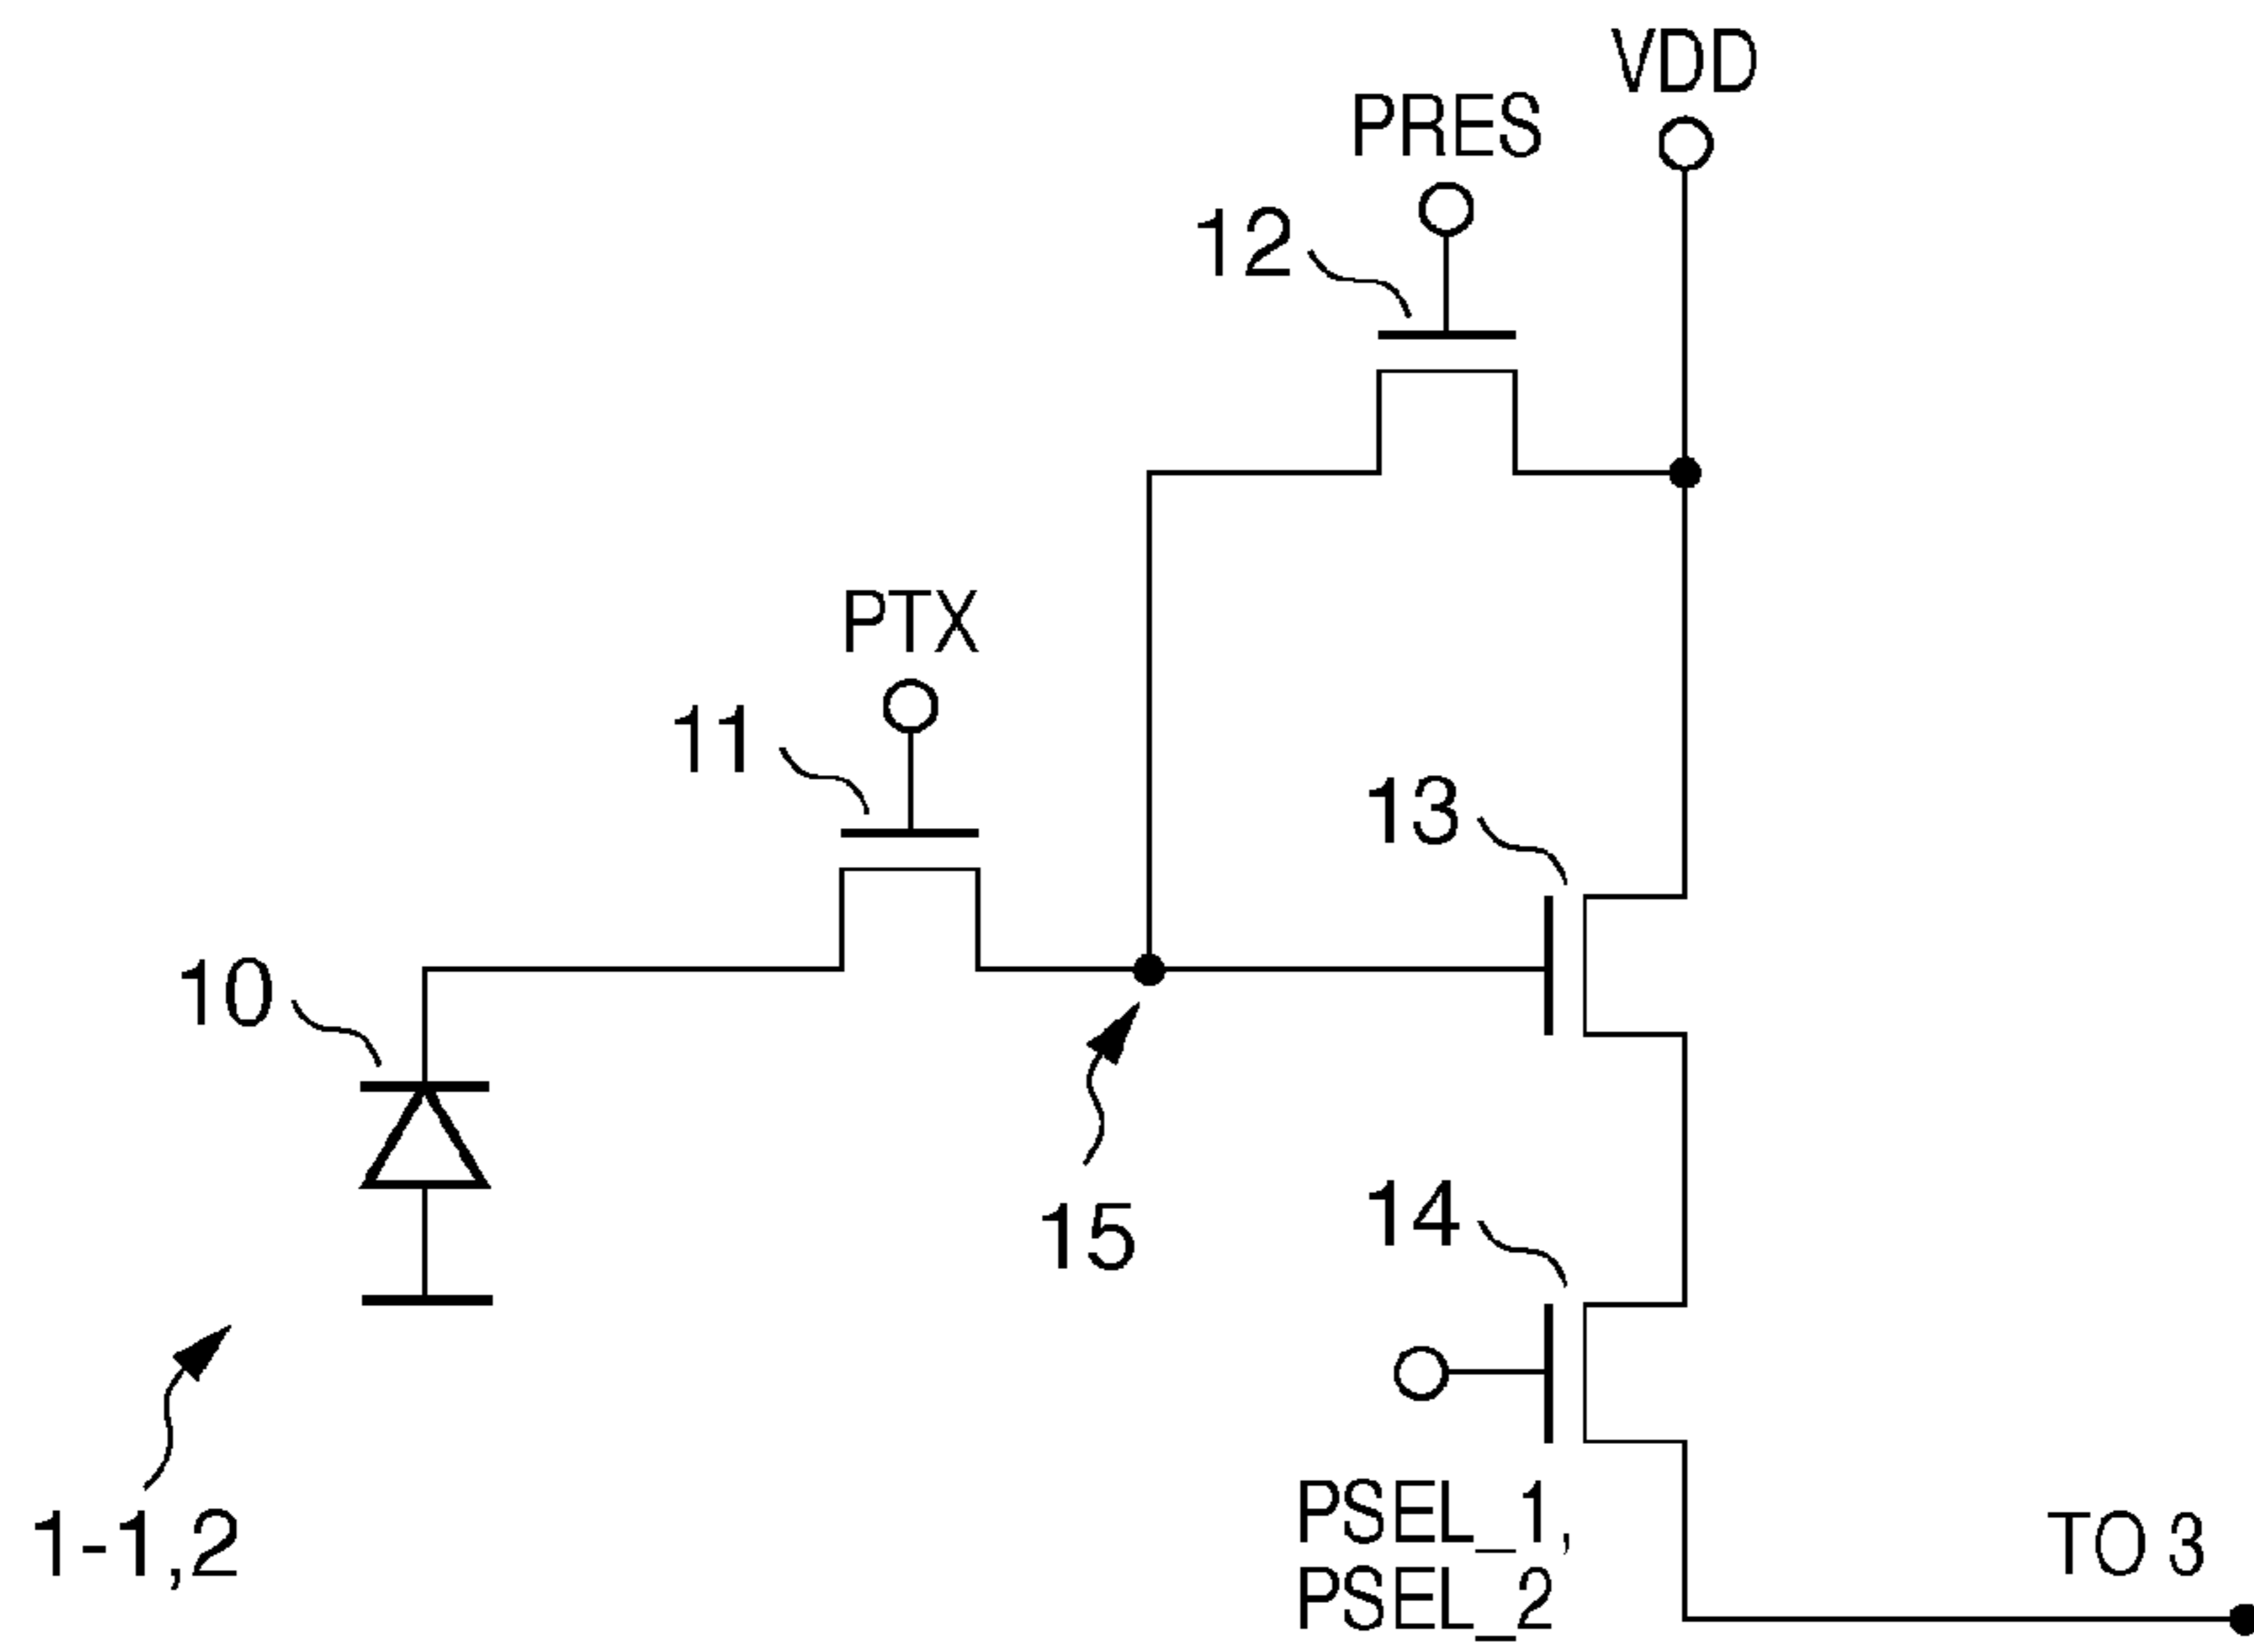 VDD
PRES
12
PTX
11
13
10
15
14
1-1,2
PSEL_1,
PSEL_2
TO 3